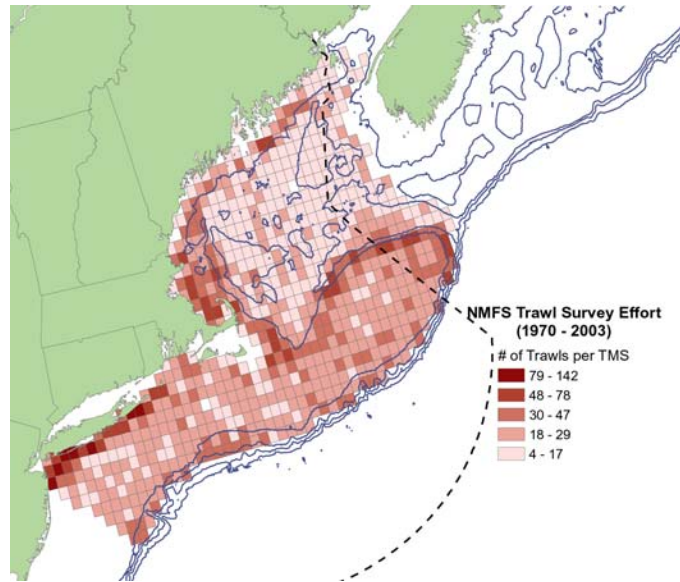 NMFS Trawl Survey Effort
(1970 - 2003)
# of Trawls per TMS
79 - 142
48 - 78
30 - 47
18 - 29
4 - 17